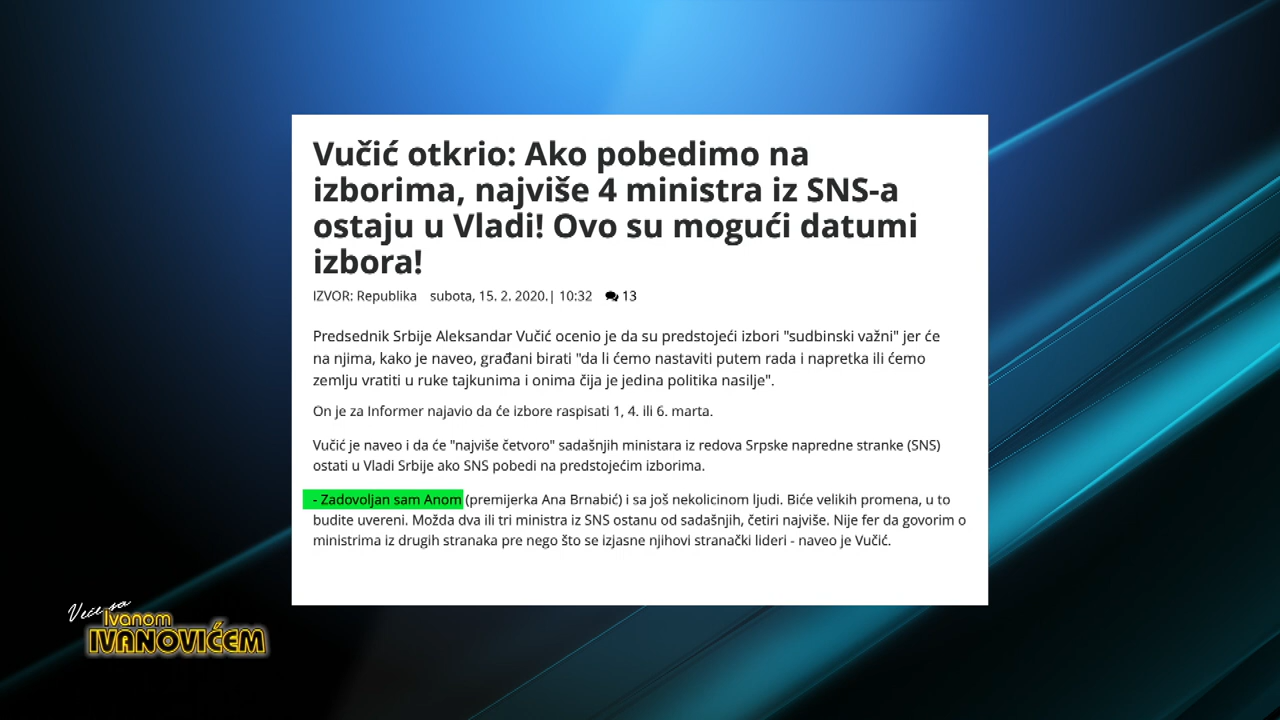 Vučić otkrio: Ako pobedimo na
izborima, najviše 4 ministra iz SNS-a
ostaju u Vladi! Ovo su mogući datumi
izbora!
IZVOR: Republika subota, 15. 2. 2020.| 10:32 13
Predsednik Srbije Aleksandar Vučić ocenio je da su predstojeći izbori "sudbinski važni" jer će
na njima, kako je naveo, građani birati "da li ćemo nastaviti putem rada i napretka ili ćemo
zemlju vratiti u ruke tajkunima i onima čija je jedina politika nasilje".
On je za Informer najavio da će izbore raspisati 1, 4. ili 6. marta.
Vučić je naveo i da će "najviše četvoro" sadašnjih ministara iz redova Srpske napredne stranke (SNS)
ostati u Vladi Srbije ako SNS pobedi na predstojećim izborima.
- Zadovoljan sam Anom (premijerka Ana Brnabić) i sa još nekolicinom ljudi. Biće velikih promena, u to
budite uvereni. Možda dva ili tri ministra iz SNS ostanu od sadašnjih, četiri najviše. Nije fer da govorim o
ministrima iz drugih stranaka pre nego što se izjasne njihovi stranački lideri - naveo je Vučić.
Veče sa
Ivanom
IVANOVIĆEM